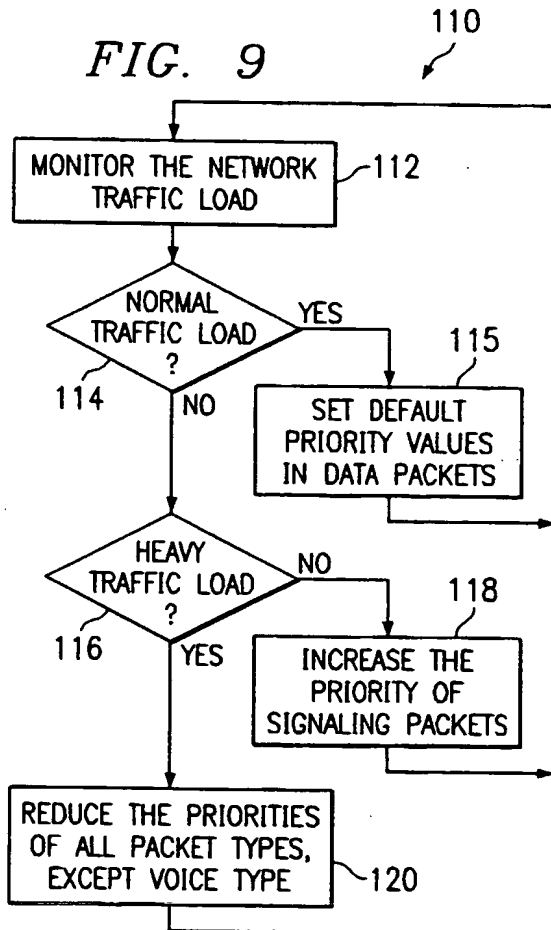 FIG. 9
110
MONITOR THE NETWORK
TRAFFIC LOAD
112
NORMAL
TRAFFIC LOAD
?
YES
114
NO
115
SET DEFAULT
PRIORITY VALUES
IN DATA PACKETS
HEAVY
TRAFFIC LOAD
?
NO
116
YES
118
INCREASE THE
PRIORITY OF
SIGNALING PACKETS
REDUCE THE PRIORITIES
OF ALL PACKET TYPES,
EXCEPT VOICE TYPE
120